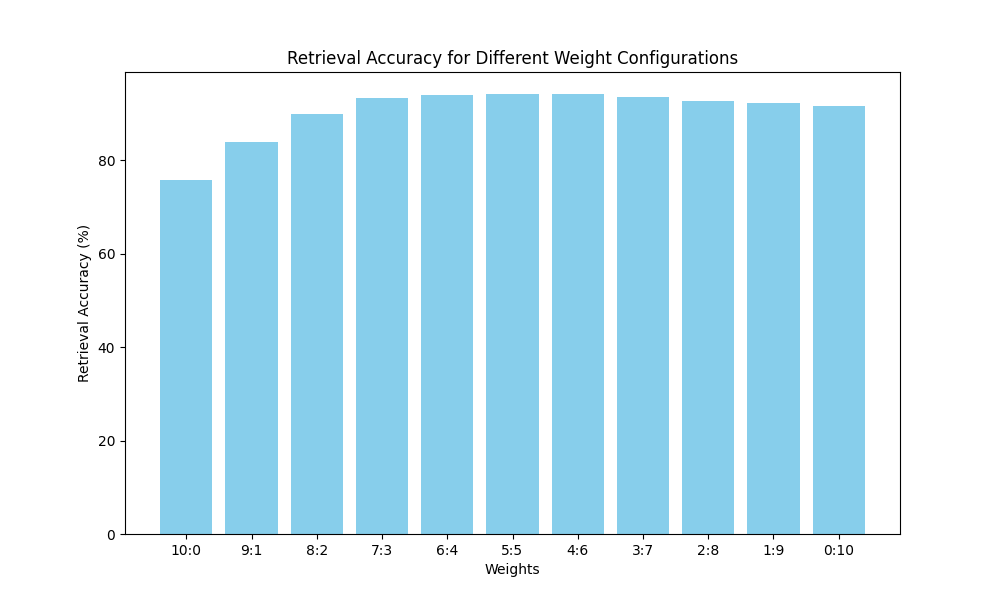 Retrieval Accuracy for Different Weight Configurations
Retrieval Accuracy (%)
80
60
40
20
0
10:0 9:1 8:2 7:3 6:4 5:5 4:6 3:7 2:8 1:9 0:10
Weights